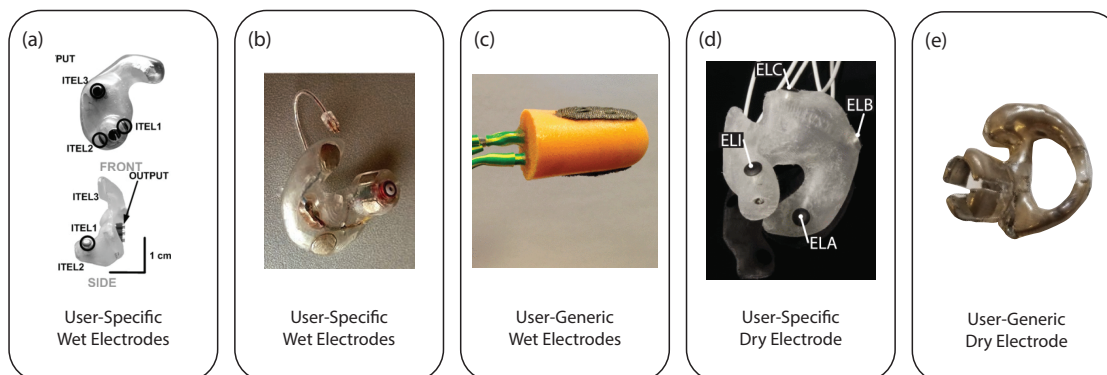 (a)
'PUT
ITEL3
ITEL1
ITEL2
FRONT
OUTPUT
ITEL3
ITEL1
ITEL2
1 cm
SIDE
User-Specific
Wet Electrodes
(b)
User-Specific
Wet Electrodes
(c)
User-Generic
Wet Electrodes
(d)
ELC
ELB
ELI
ELA
User-Specific
Dry Electrode
(e)
User-Generic
Dry Electrode